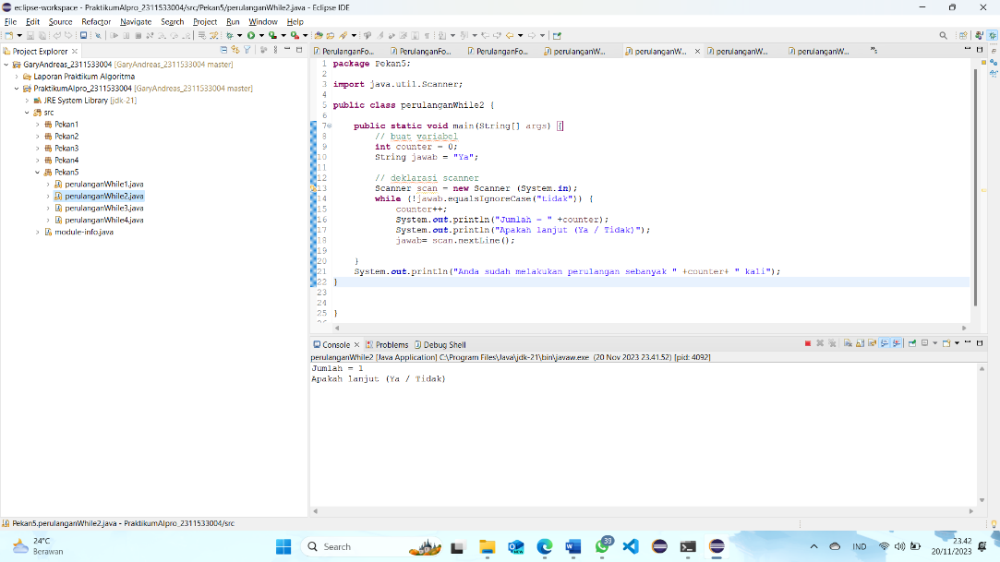 eclipse-workspace - PraktikumAlpro_2311533004/src/Pekan5/perulanganWhile2.java - Eclipse IDE
File Edit Source Refactor Navigate Search Project Run Window Help
Project Explorer
PerulanganFo... PerulanganFo... PerulanganFo... perulanganW... perulanganW... perulanganW... perulanganW... »5
GaryAndreas_2311533004 [GaryAndreas_2311533004 master]
Laporan Praktikum Algoritma
PraktikumAlpro_2311533004 [GaryAndreas_2311533004 master]
JRE System Library [jdk-21]
src
Pekan1
Pekan2
Pekan3
Pekan4
Pekan5
perulanganWhile1.java
perulanganWhile2.java
perulanganWhile3.java
perulanganWhile4.java
module-info.java
1 package Pekan5;
2
3 import java.util.Scanner;
4
5 public class perulanganWhile2 {
6
7 public static void main(String[] args) {
8 // buat variabel
9 int counter = 0;
10 String jawab = "Ya";
11
12 // deklarasi scanner
13 Scanner scan = new Scanner (System.in);
14 while (!jawab.equalsIgnoreCase("tidak")) {
15 counter++;
16 System.out.println("Jumlah = " +counter);
17 System.out.println("Apakah lanjut (Ya / Tidak)");
18 jawab= scan.nextLine();
19
20 }
21 System.out.println("Anda sudah melakukan perulangan sebanyak " +counter+ " kali");
22 }
23
24
25 }
Console Problems Debug Shell
perulanganWhile2 [Java Application] C:\Program Files\Java\jdk-21\bin\javaw.exe (20 Nov 2023 23.41.52) [pid: 4092]
Jumlah = 1
Apakah lanjut (Ya / Tidak)
Pekan5.perulanganWhile2.java - PraktikumAlpro_2311533004/src
24°C
Berawan
Search
39
IND
23.42
20/11/2023